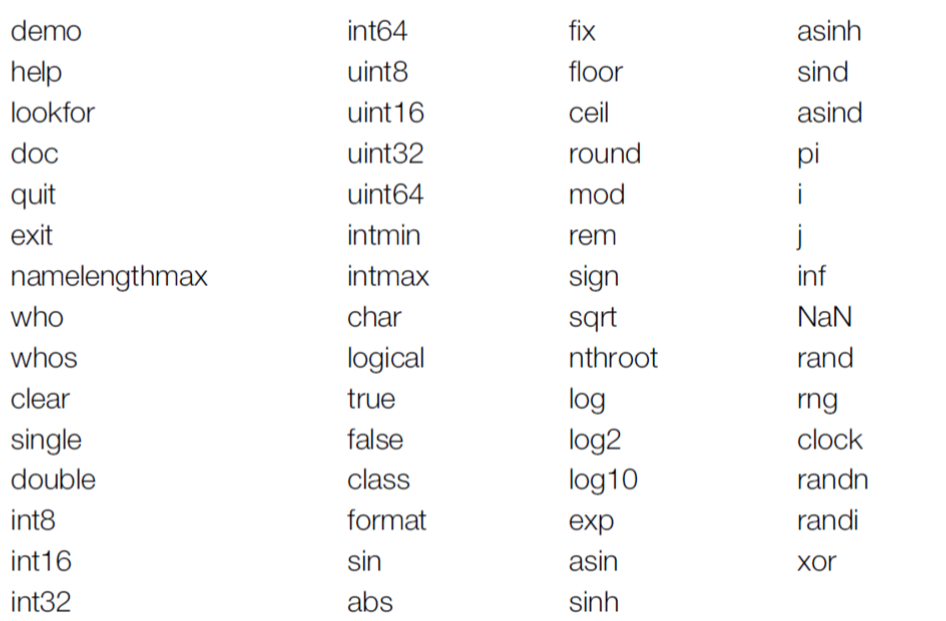 demo int64 fix asinh
help uint8 floor sind
lookfor uint16 ceil asind
doc uint32 round pi
quit uint64 mod i
exit intmin rem j
namelengthmax intmax sign inf
who char sqrt NaN
whos logical nthroot rand
clear true log rng
single false log2 clock
double class log10 randn
int8 format exp randi
int16 sin asin xor
int32 abs sinh